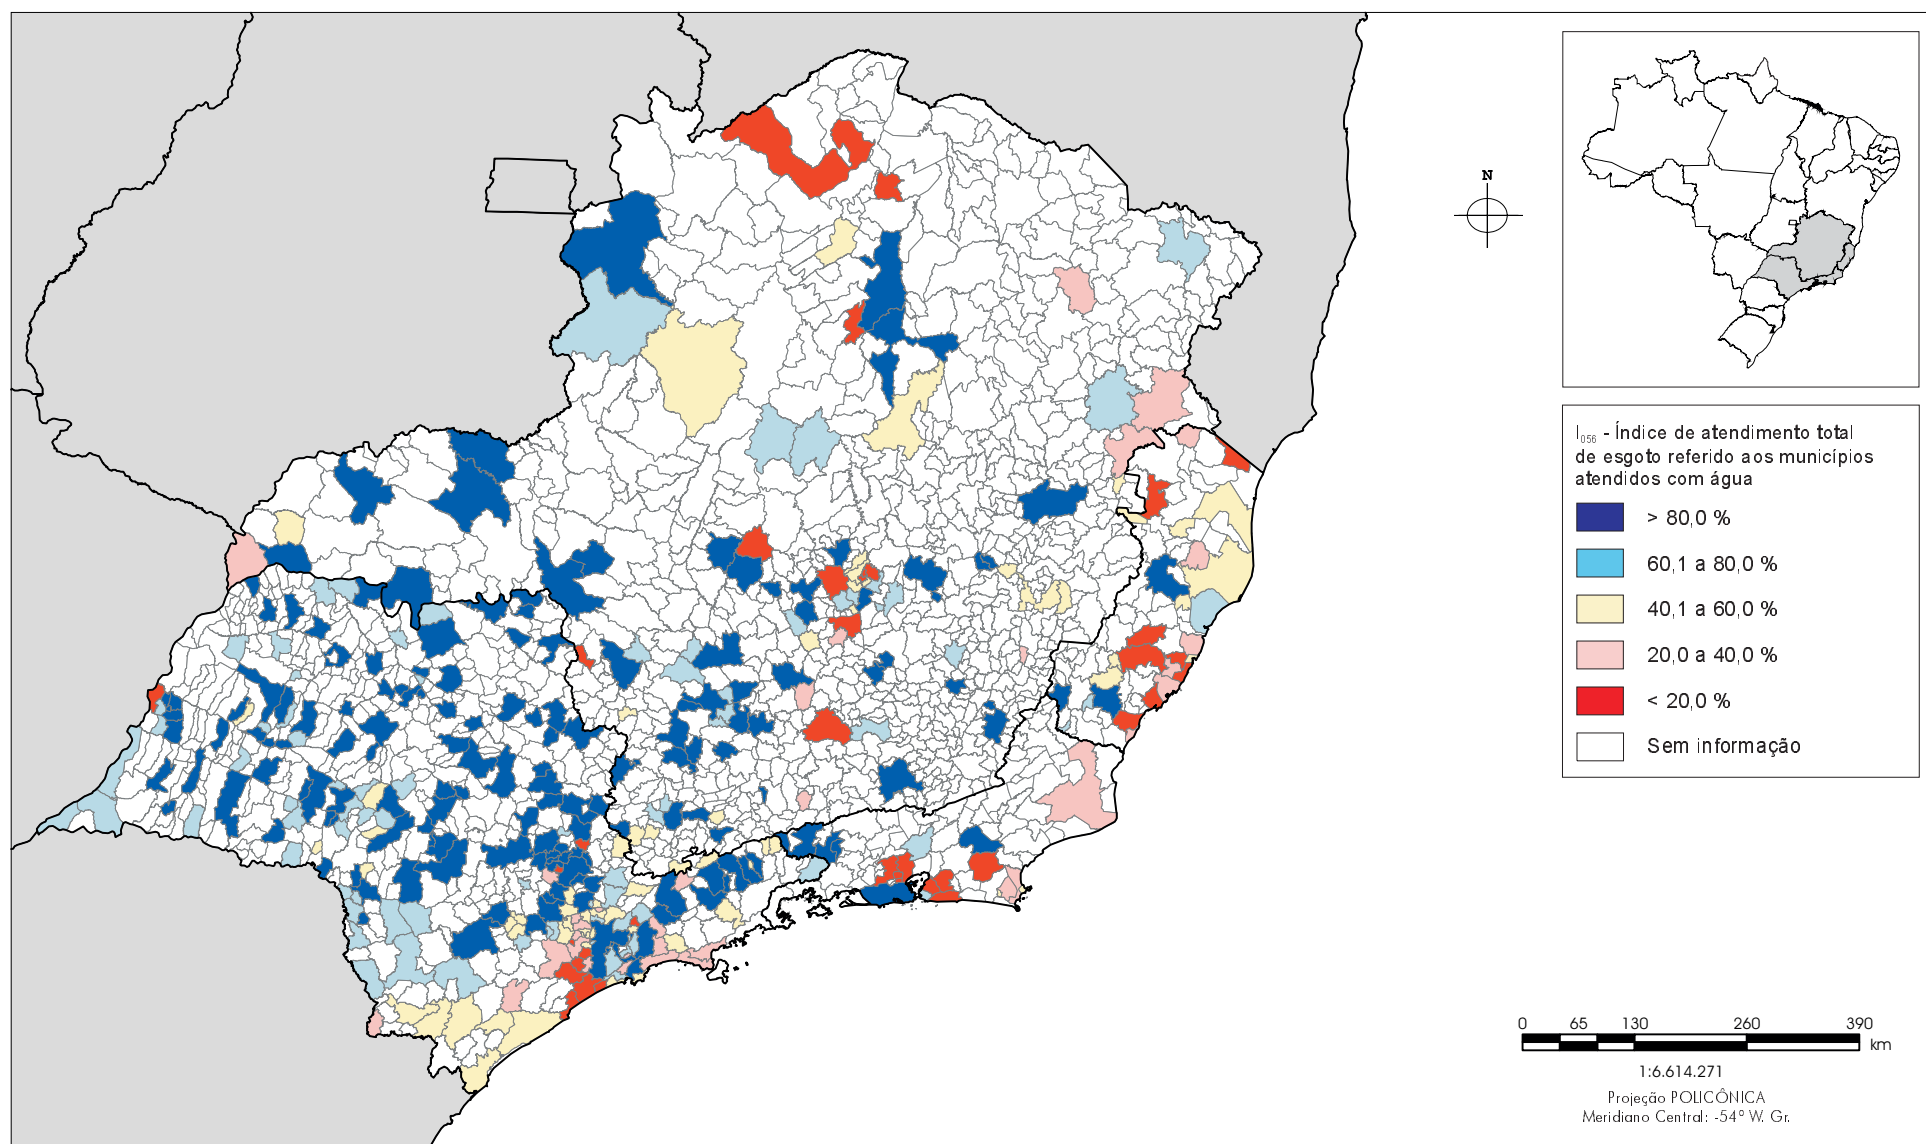 N
I056 - Índice de atendimento total
de esgoto referido aos municípios
atendidos com água
> 80,0 %
60,1 a 80,0 %
40,1 a 60,0 %
20,0 a 40,0 %
< 20,0 %
Sem informação
0 65 130 260 390
km
1:6.614.271
Projeção POLICÔNICA
Meridiano Central: -54º W. Gr.